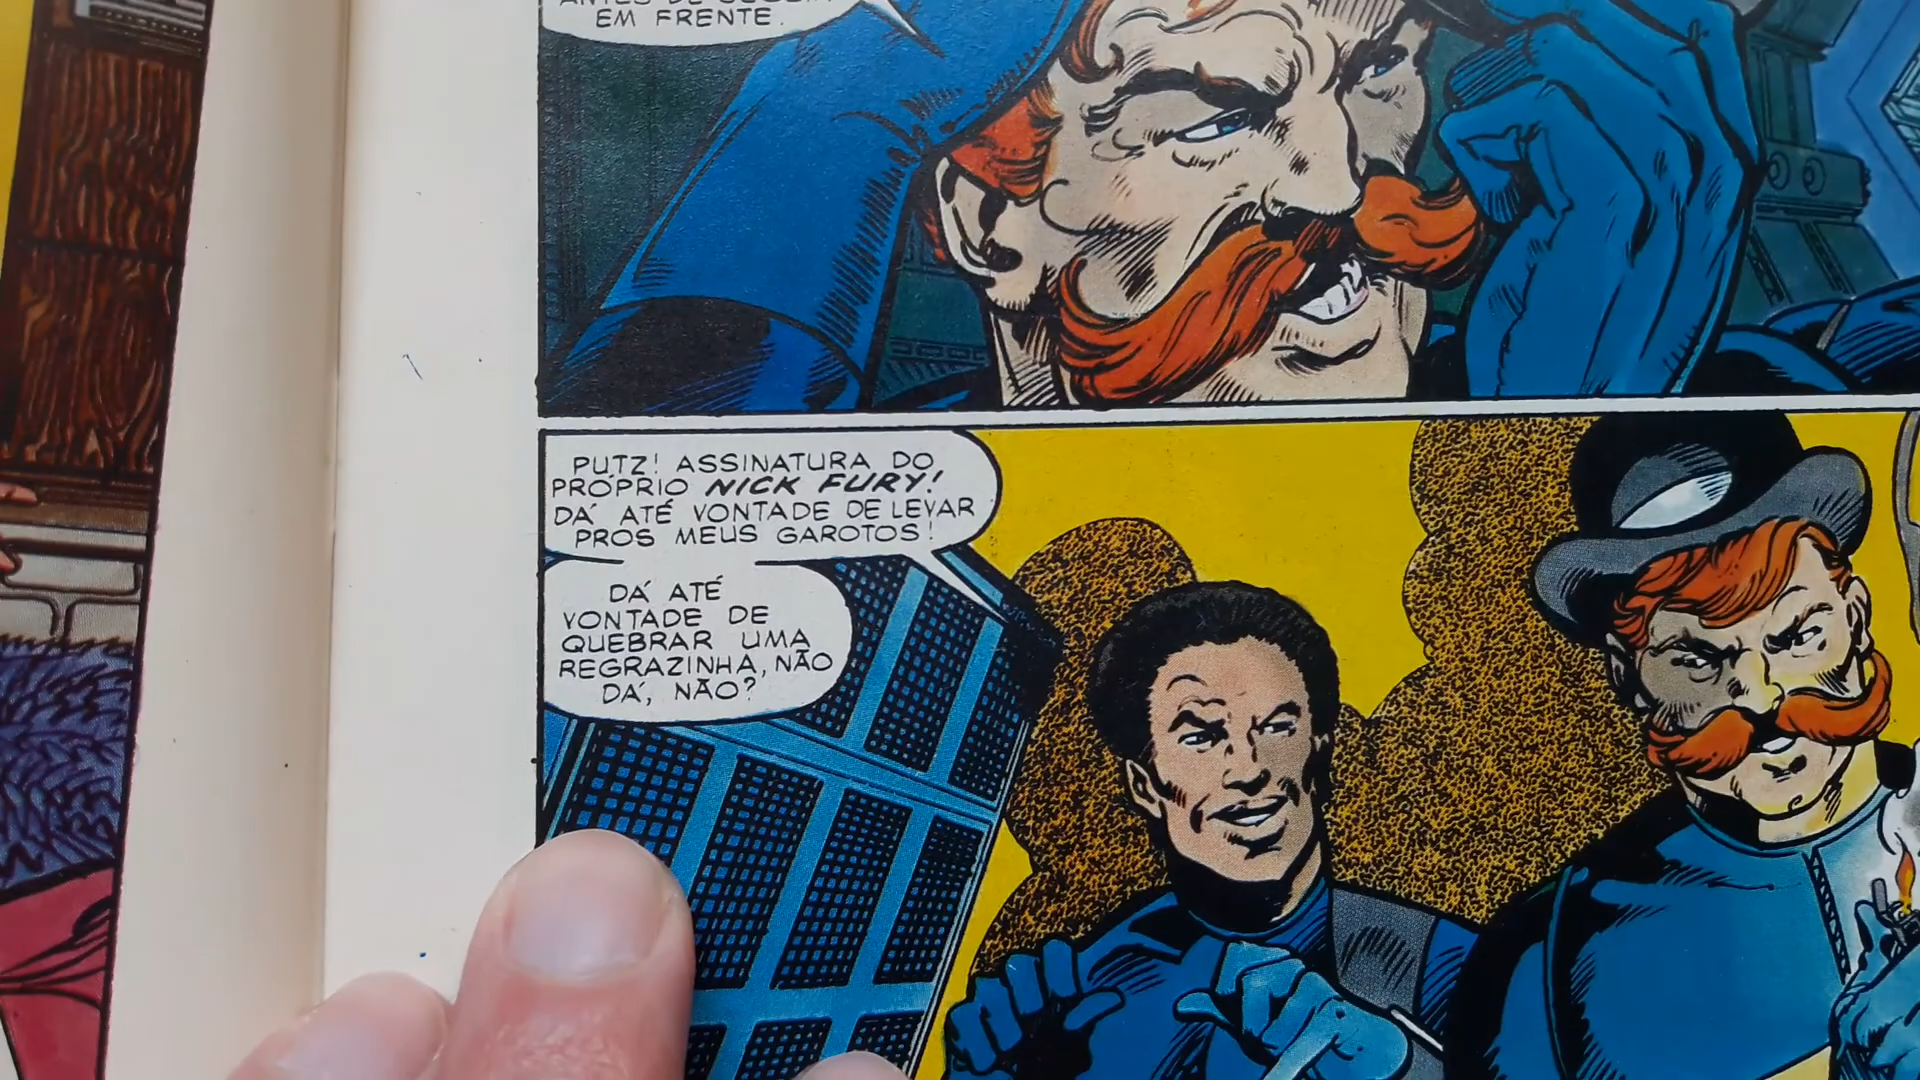 EM FRENTE.
PUTZ! ASSINATURA DO
PRÓPRIO NICK FURY!
DÁ ATÉ VONTADE DE LEVAR
PROS MEUS GAROTOS!
DÁ ATÉ
VONTADE DE
QUEBRAR UMA
REGRAZINHA, NÃO
DÁ, NÃO?